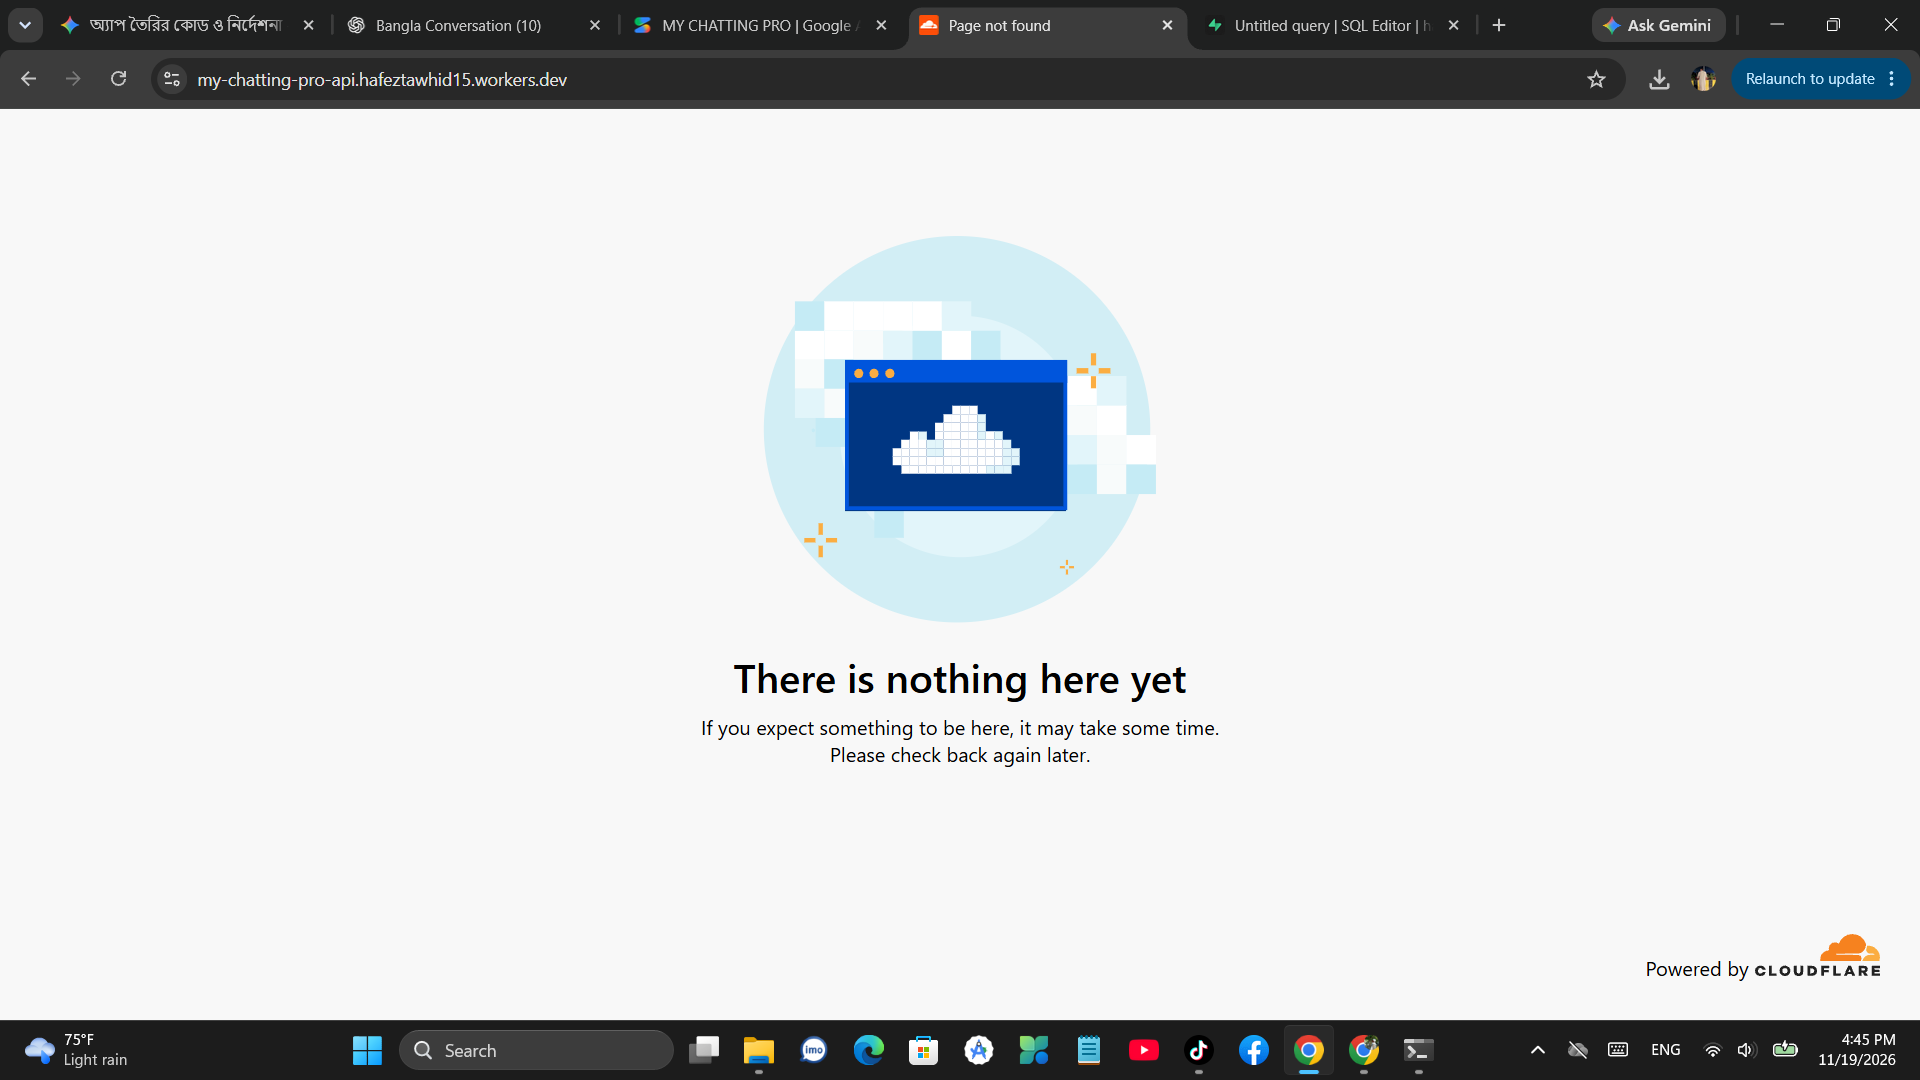 অ্যাপ তৈরির কোড ও নির্দেশনা
Bangla Conversation (10)
MY CHATTING PRO | Google
Page not found
Untitled query | SQL Editor | h
Ask Gemini
my-chatting-pro-api.hafeztawhid15.workers.dev
Relaunch to update
There is nothing here yet
If you expect something to be here, it may take some time.
Please check back again later.
Powered by CLOUDFLARE
75°F
Light rain
Search
imo
ENG
4:45 PM
11/19/2026